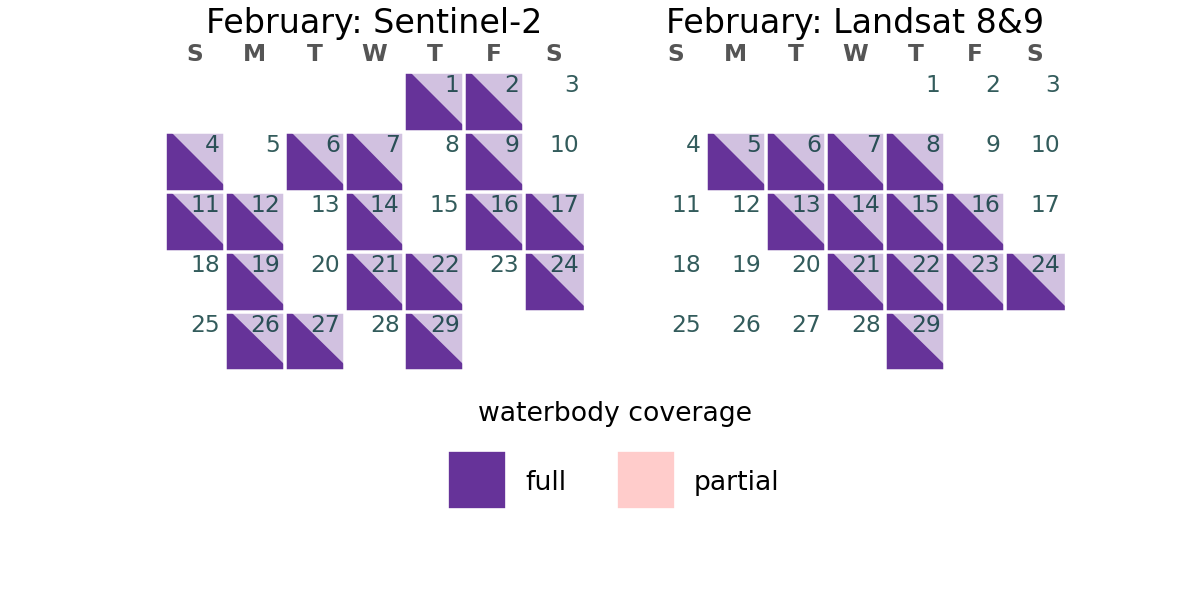 February: Sentinel-2
S M T W T F S
1 2 3
4 5 6 7 8 9 10
11 12 13 14 15 16 17
18 19 20 21 22 23 24
25 26 27 28 29
February: Landsat 8&9
S M T W T F S
1 2 3
4 5 6 7 8 9 10
11 12 13 14 15 16 17
18 19 20 21 22 23 24
25 26 27 28 29
waterbody coverage
full partial